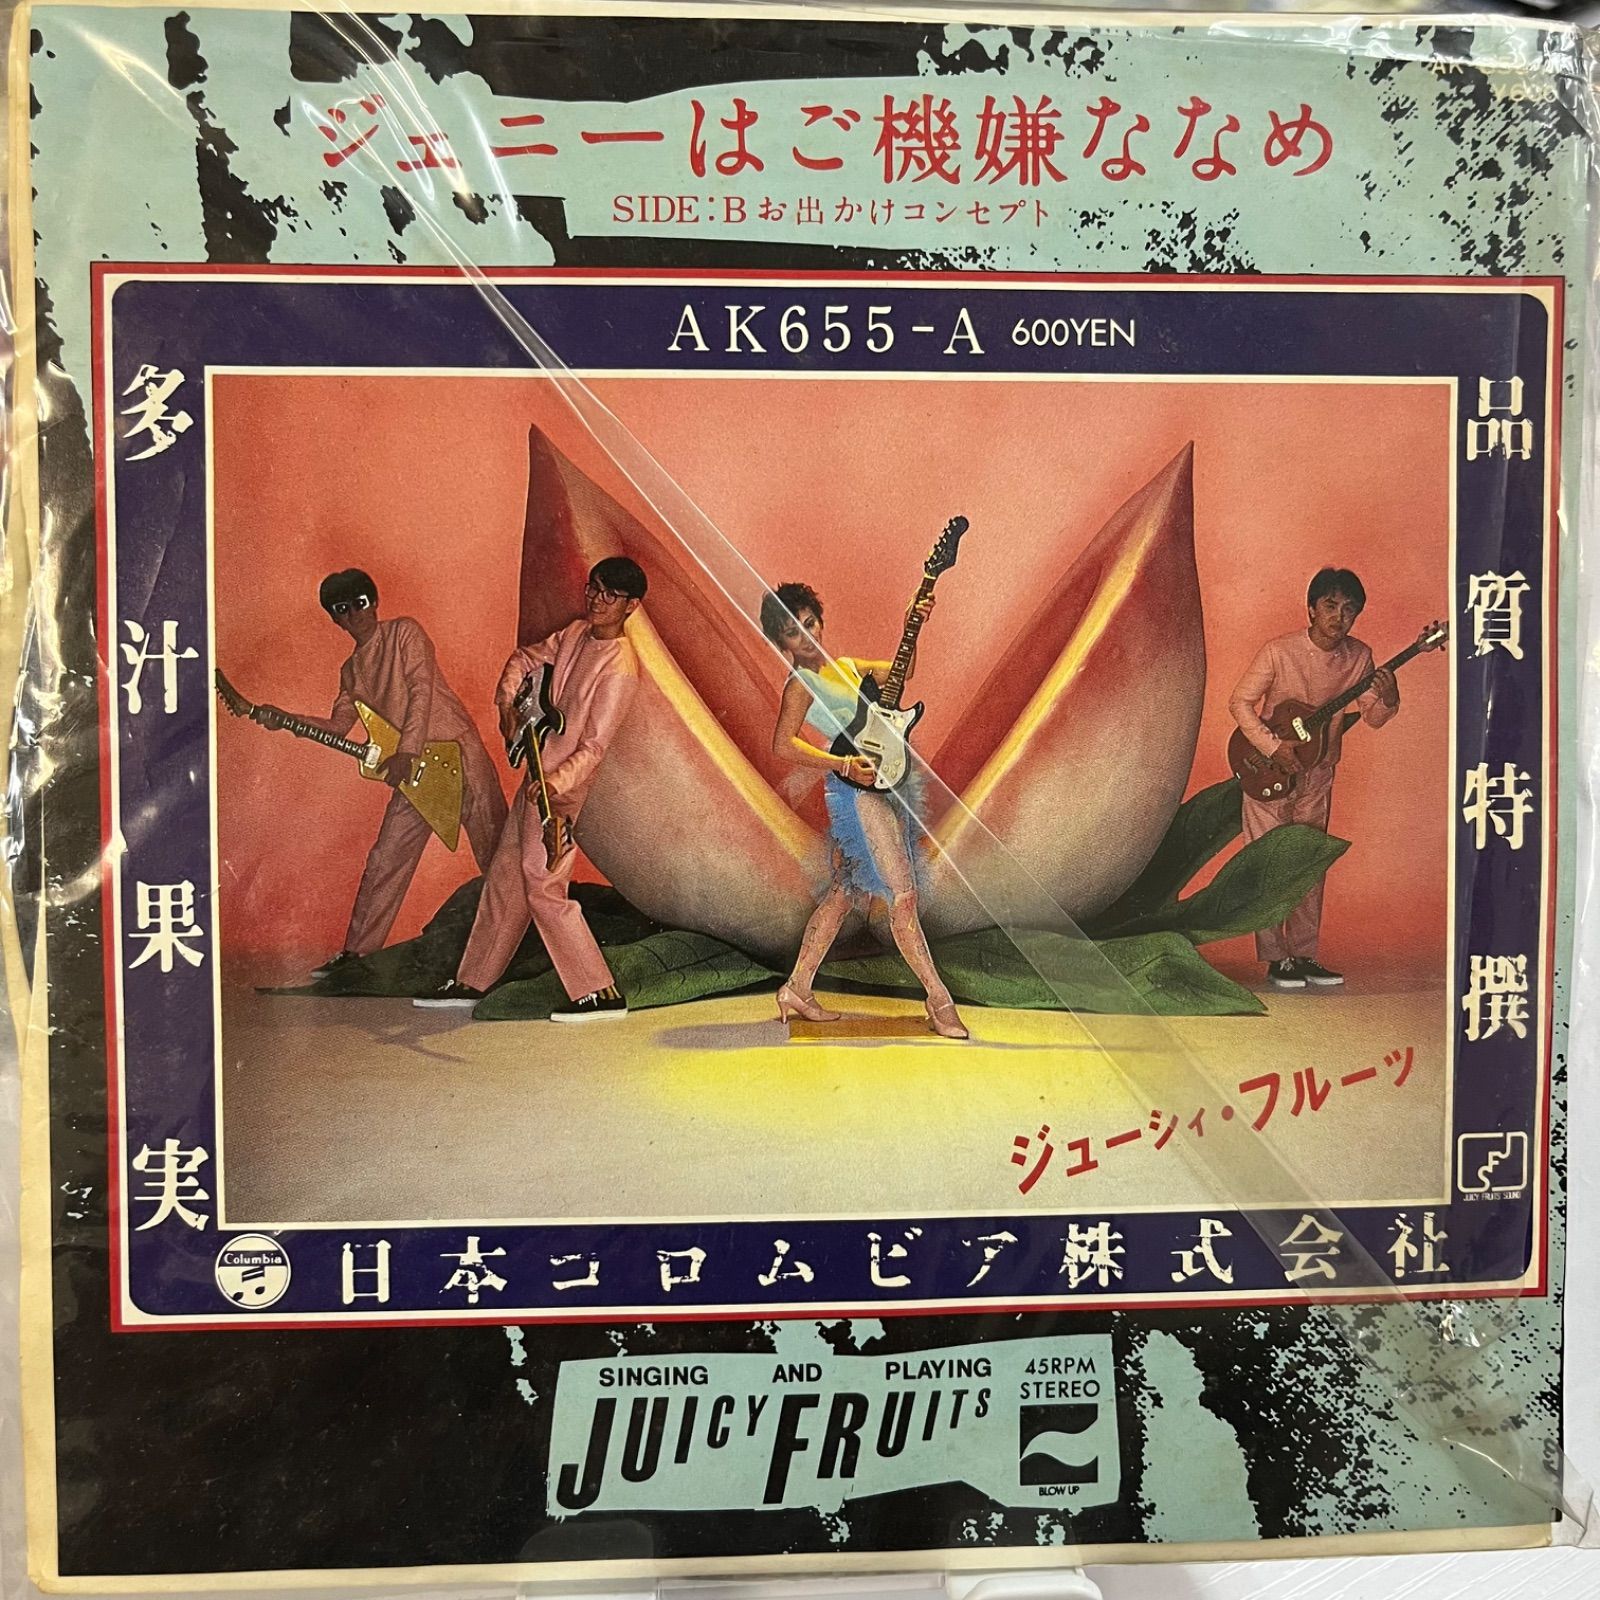 ジェニーはご機嫌ななめ
SIDE:B お出かけコンセプト
AK655-A 600YEN
多汁果実
品質特撰
ジューシィ・フルーツ
JUICY FRUITS SOUND
Columbia
日本コロムビア株式会社
SINGING AND PLAYING
JUICY FRUITS
45RPM
STEREO
BLOW UP